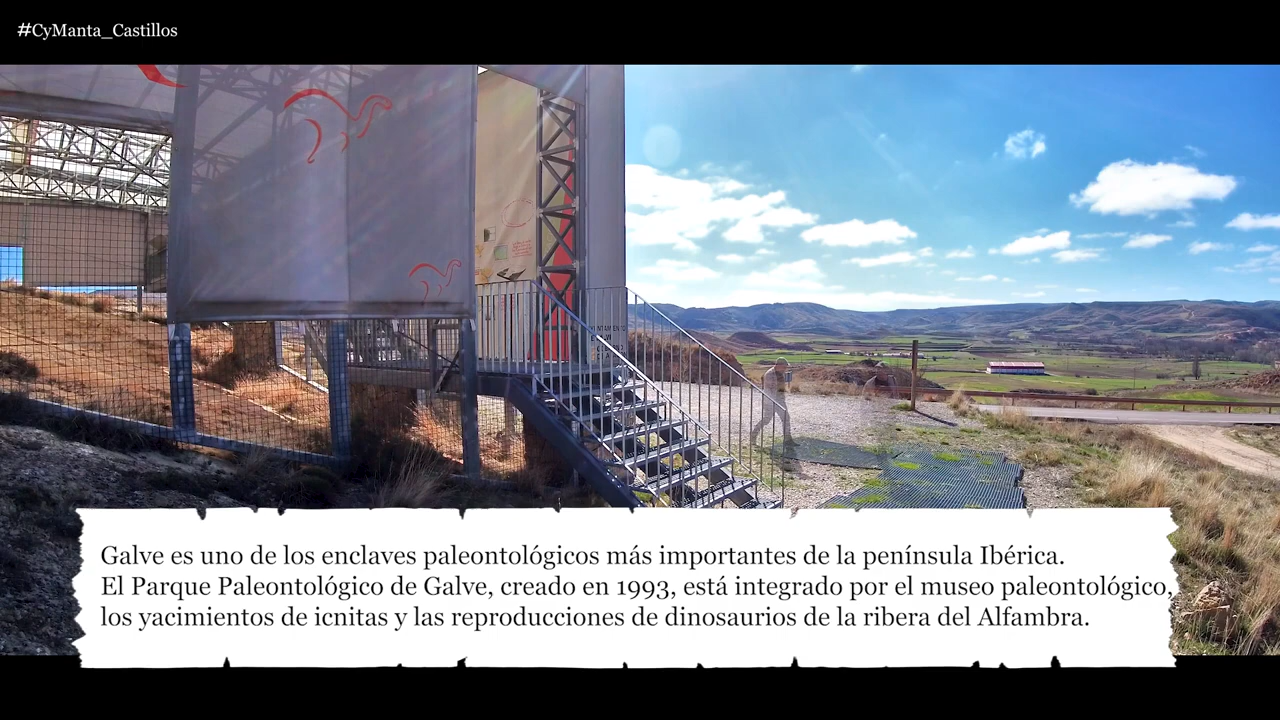 #CyManta_Castillos
Galve es uno de los enclaves paleontológicos más importantes de la península Ibérica.
El Parque Paleontológico de Galve, creado en 1993, está integrado por el museo paleontológico,
los yacimientos de icnitas y las reproducciones de dinosaurios de la ribera del Alfambra.